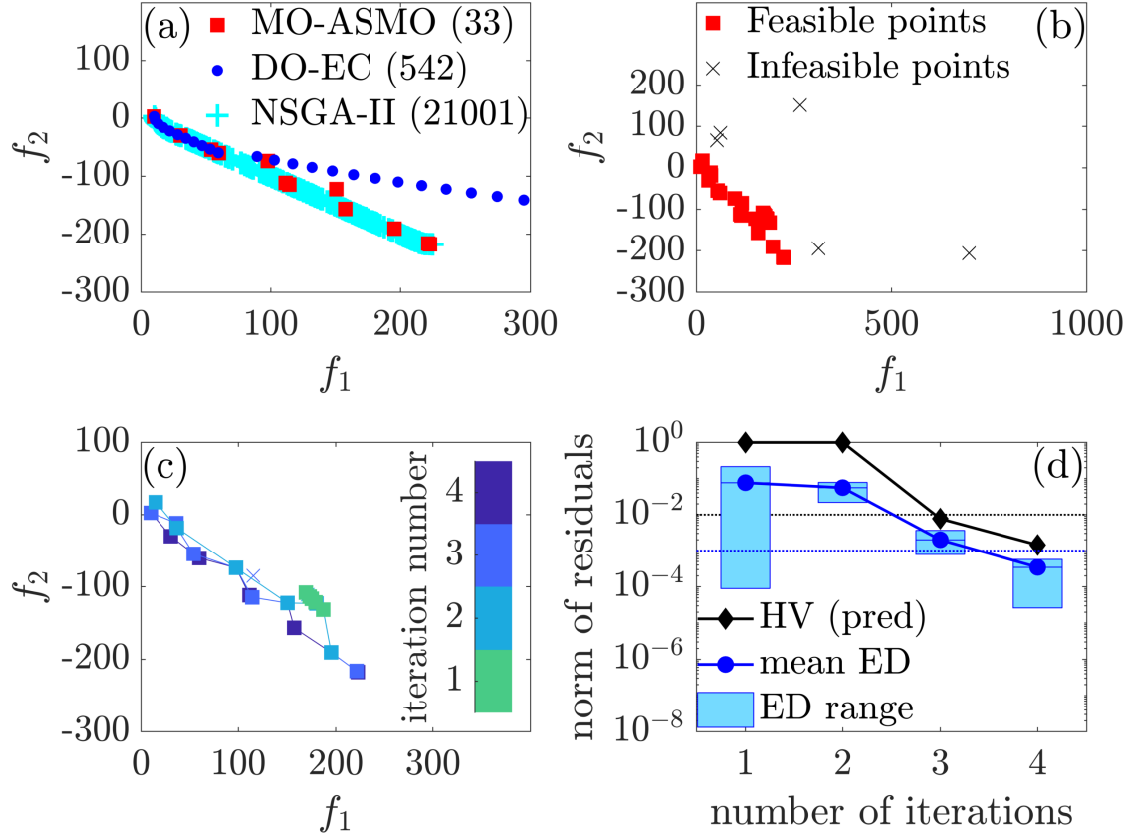 (a)
MO-ASMO (33)
DO-EC (542)
NSGA-II (21001)
100
0
-100
-200
-300
f2
0
100
200
300
f1
(b)
Feasible points
Infeasible points
200
100
0
-100
-200
-300
f2
0
500
1000
f1
(c)
100
0
-100
-200
-300
f2
0
100
200
300
f1
iteration number
4
3
2
1
(d)
10^0
10^-2
10^-4
10^-6
10^-8
norm of residuals
HV (pred)
mean ED
ED range
1
2
3
4
number of iterations